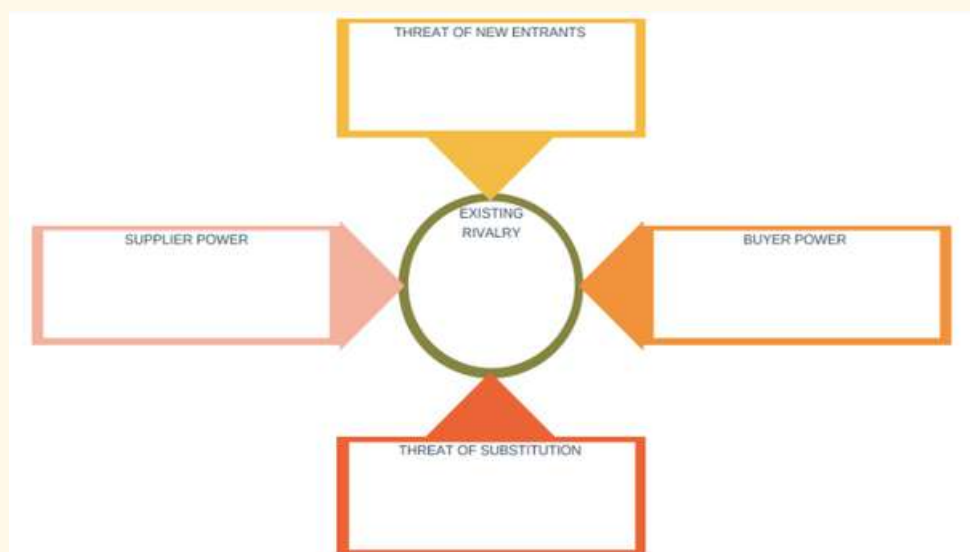 THREAT OF NEW ENTRANTS
EXISTING
RIVALRY
SUPPLIER POWER
BUYER POWER
THREAT OF SUBSTITUTION